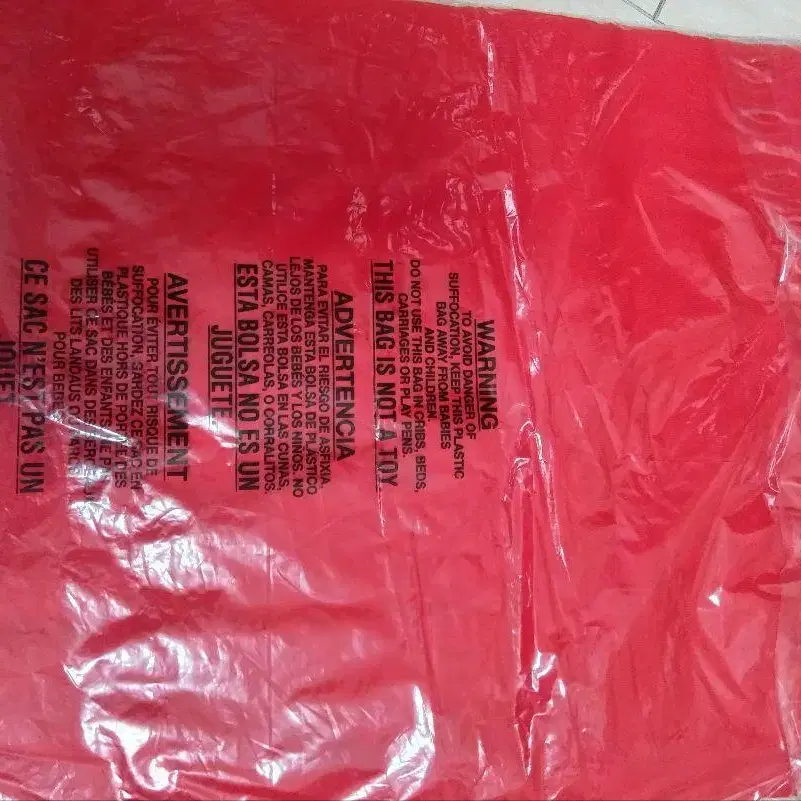 WARNING
TO AVOID DANGER OF
SUFFOCATION, KEEP THIS PLASTIC
BAG AWAY FROM BABIES
AND CHILDREN.
DO NOT USE THIS BAG IN CRIBS, BEDS,
CARRIAGES OR PLAY PENS.
THIS BAG IS NOT A TOY
ADVERTENCIA
PARA EVITAR EL RIESGO DE ASFIXIA,
MANTENGA ESTA BOLSA DE PLASTICO
LEJOS DE LOS BEBES Y LOS NIÑOS. NO
UTILICE ESTA BOLSA EN LAS CUNAS,
CAMAS, CARREOLAS, O CORRALITOS.
ESTA BOLSA NO ES UN
JUGUETE
AVERTISSEMENT
POUR ÉVITER TOUT RISQUE DE
SUFFOCATION, GARDEZ CE SAC EN
PLASTIQUE HORS DE PORTÉE DES
BÉBES ET DES ENFANTS. NE PAS
UTILISER CE SAC DANS DES
DES LITS LANDAUS OU
POUR BEBE
CE SAC N'EST PAS UN
JOUET